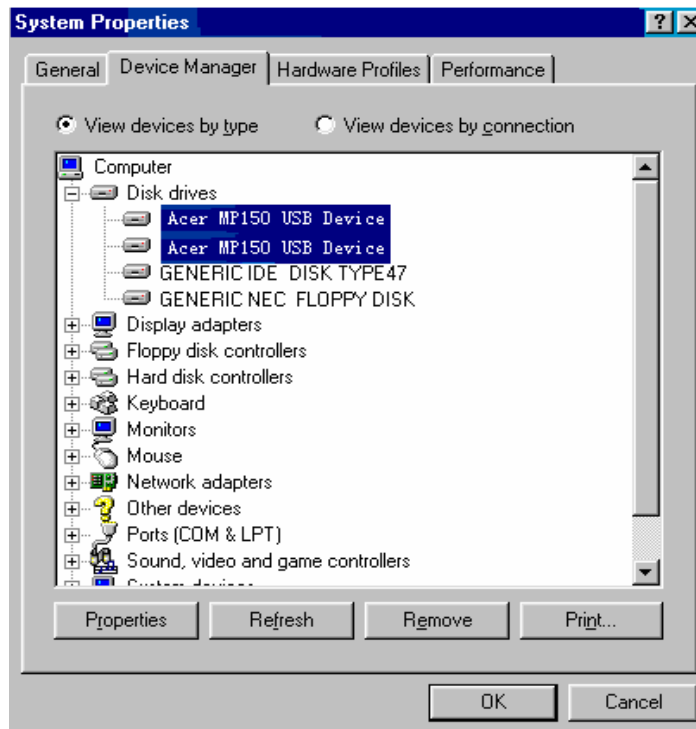 System Properties
General Device Manager Hardware Profiles Performance
View devices by type View devices by connection
Computer
Disk drives
Acer MP150 USB Device
Acer MP150 USB Device
GENERIC IDE DISK TYPE47
GENERIC NEC FLOPPY DISK
Display adapters
Floppy disk controllers
Hard disk controllers
Keyboard
Monitors
Mouse
Network adapters
Other devices
Ports (COM & LPT)
Sound, video and game controllers
Properties Refresh Remove Print...
OK Cancel